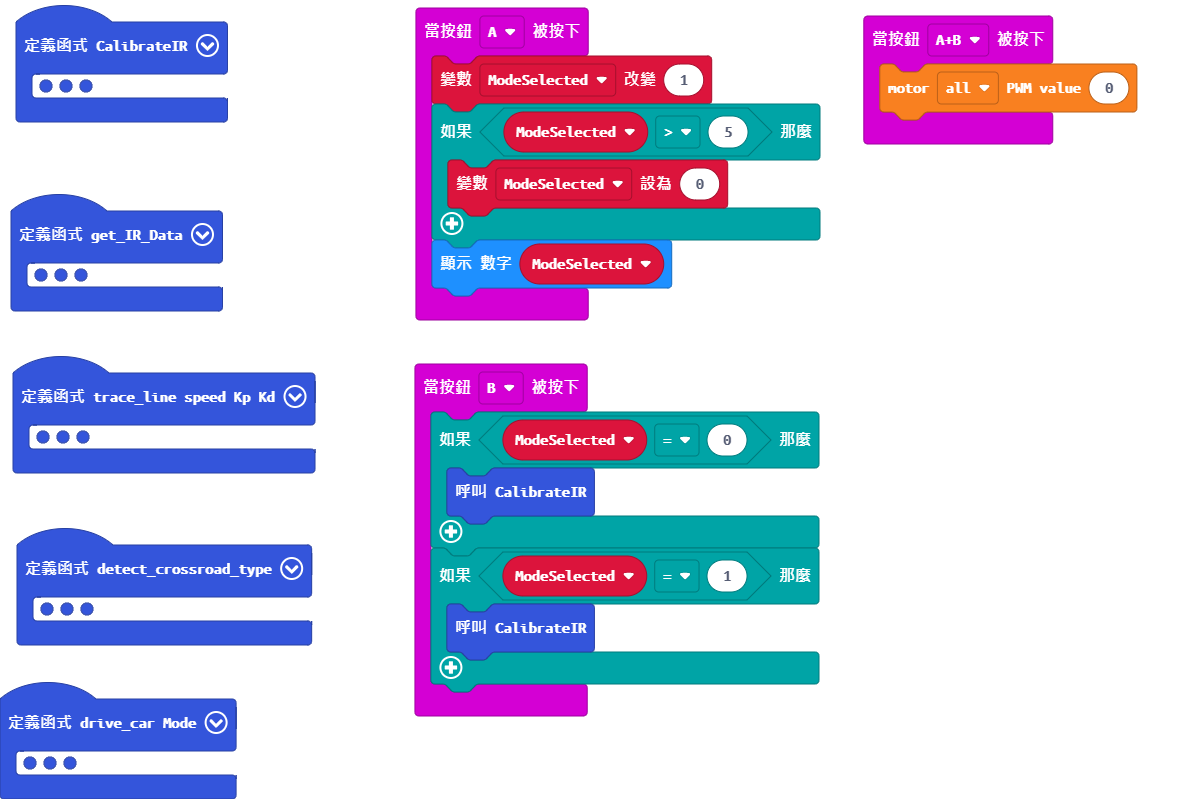 定義函式 CalibrateIR
定義函式 get_IR_Data
定義函式 trace_line speed Kp Kd
定義函式 detect_crossroad_type
定義函式 drive_car Mode
當按鈕 A 被按下
變數 ModeSelected 改變 1
如果 ModeSelected > 5 那麼
變數 ModeSelected 設為 0
顯示 數字 ModeSelected
當按鈕 B 被按下
如果 ModeSelected = 0 那麼
呼叫 CalibrateIR
如果 ModeSelected = 1 那麼
呼叫 CalibrateIR
當按鈕 A+B 被按下
motor all PWM value 0